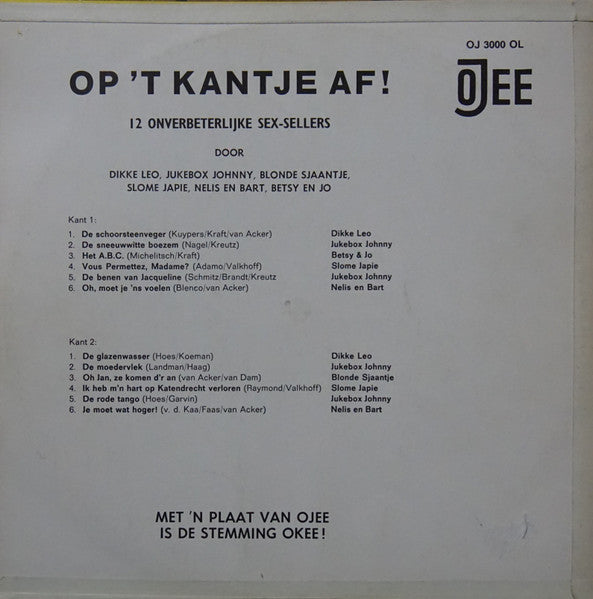 OJ 3000 OL
OP 'T KANTJE AF!
OJEE
12 ONVERBETERLIJKE SEX-SELLERS
DOOR
DIKKE LEO, JUKEBOX JOHNNY, BLONDE SJAANTJE,
SLOME JAPIE, NELIS EN BART, BETSY EN JO
Kant 1:
1. De schoorsteenveger (Kuypers/Kraft/van Acker) Dikke Leo
2. De sneeuwwitte boezem (Nagel/Kreutz) Jukebox Johnny
3. Het A.B.C. (Michelitsch/Kraft) Betsy & Jo
4. Vous Permettez, Madame? (Adamo/Valkhoff) Slome Japie
5. De benen van Jacqueline (Schmitz/Brandt/Kreutz Jukebox Johnny
6. Oh, moet je 'ns voelen (Blenco/van Acker) Nelis en Bart
Kant 2:
1. De glazenwasser (Hoes/Koeman) Dikke Leo
2. De moedervlek (Landman/Haag) Jukebox Johnny
3. Oh Jan, ze komen d'r an (van Acker/van Dam) Blonde Sjaantje
4. Ik heb m'n hart op Katendrecht verloren (Raymond/Valkhoff) Slome Japie
5. De rode tango (Hoes/Garvin) Jukebox Johnny
6. Je moet wat hoger! (v. d. Kaa/Faas/van Acker) Nelis en Bart
MET 'N PLAAT VAN OJEE
IS DE STEMMING OKEE!